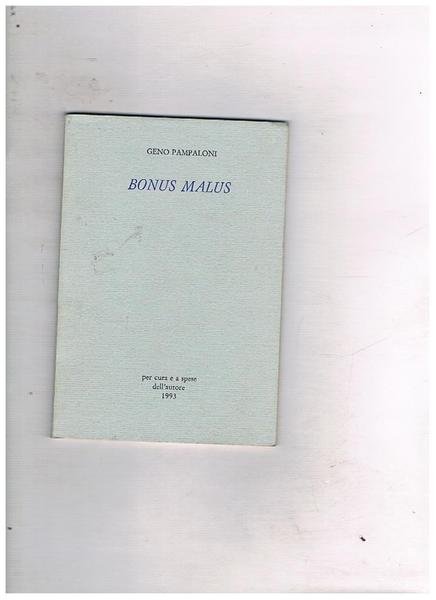 GENO PAMPALONI
BONUS MALUS
per cura e a spese
dell'autore
1993